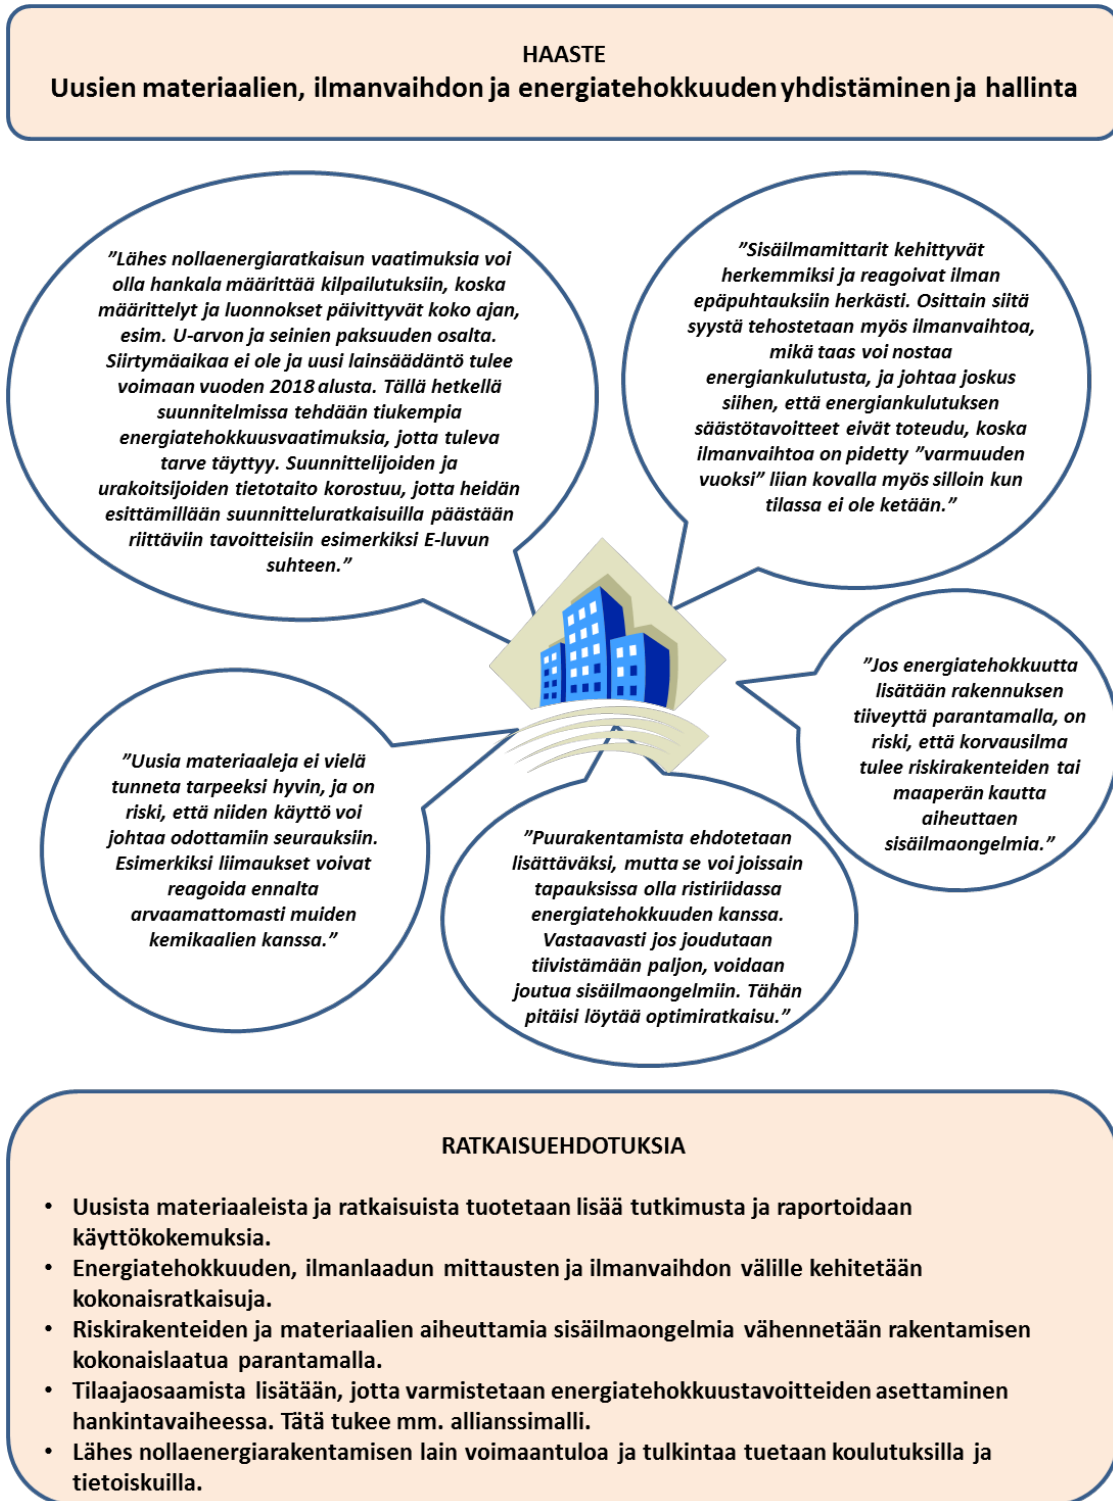 HAASTE
Uusien materiaalien, ilmanvaihdon ja energiatehokkuuden yhdistäminen ja hallinta
”Lähes nollaenergiaratkaisun vaatimuksia voi
olla hankala määrittää kilpailutuksiin, koska
määrittelyt ja luonnokset päivittyvät koko ajan,
esim. U-arvon ja seinien paksuuden osalta.
Siirtymäaikaa ei ole ja uusi lainsäädäntö tulee
voimaan vuoden 2018 alusta. Tällä hetkellä
suunnitelmissa tehdään tiukempia
energiatehokkuusvaatimuksia, jotta tuleva
tarve täyttyy. Suunnittelijoiden ja
urakoitsijoiden tietotaito korostuu, jotta heidän
esittämillään suunnitteluratkaisuilla päästään
riittäviin tavoitteisiin esimerkiksi E-luvun
suhteen.”
”Sisäilmamittarit kehittyvät
herkemmiksi ja reagoivat ilman
epäpuhtauksiin herkästi. Osittain siitä
syystä tehostetaan myös ilmanvaihtoa,
mikä taas voi nostaa
energiankulutusta, ja johtaa joskus
siihen, että energiankulutuksen
säästötavoitteet eivät toteudu, koska
ilmanvaihtoa on pidetty ”varmuuden
vuoksi” liian kovalla myös silloin kun
tilassa ei ole ketään.”
”Jos energiatehokkuutta
lisätään rakennuksen
tiiveyttä parantamalla, on
riski, että korvausilma
tulee riskirakenteiden tai
maaperän kautta
aiheuttaen
sisäilmaongelmia.”
”Uusia materiaaleja ei vielä
tunneta tarpeeksi hyvin, ja on
riski, että niiden käyttö voi
johtaa odottamiin seurauksiin.
Esimerkiksi liimaukset voivat
reagoida ennalta
arvaamattomasti muiden
kemikaalien kanssa.”
”Puurakentamista ehdotetaan
lisättäväksi, mutta se voi joissain
tapauksissa olla ristiriidassa
energiatehokkuuden kanssa.
Vastaavasti jos joudutaan
tiivistämään paljon, voidaan
joutua sisäilmaongelmiin. Tähän
pitäisi löytää optimiratkaisu.”
RATKAISUEHDOTUKSIA
• Uusista materiaaleista ja ratkaisuista tuotetaan lisää tutkimusta ja raportoidaan
käyttökokemuksia.
• Energiatehokkuuden, ilmanlaadun mittausten ja ilmanvaihdon välille kehitetään
kokonaisratkaisuja.
• Riskirakenteiden ja materiaalien aiheuttamia sisäilmaongelmia vähennetään rakentamisen
kokonaislaatua parantamalla.
• Tilaajaosaamista lisätään, jotta varmistetaan energiatehokkuustavoitteiden asettaminen
hankintavaiheessa. Tätä tukee mm. allianssimalli.
• Lähes nollaenergiarakentamisen lain voimaantuloa ja tulkintaa tuetaan koulutuksilla ja
tietoiskuilla.